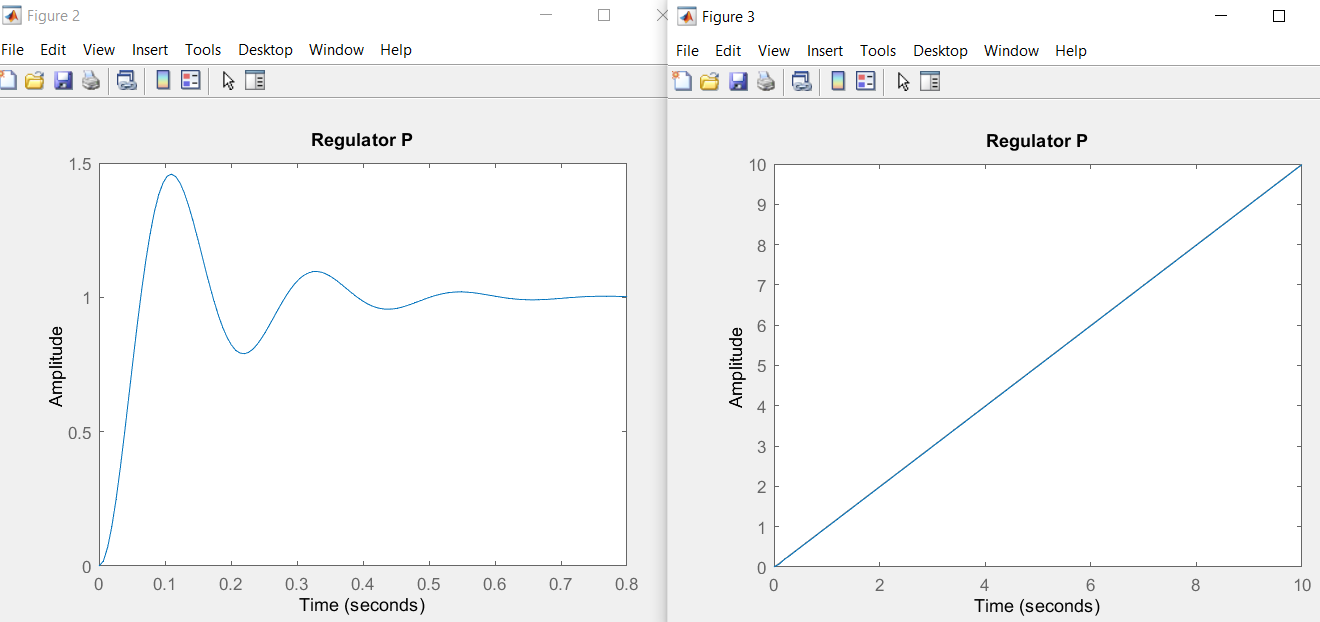 Figure 2
File Edit View Insert Tools Desktop Window Help
Regulator P
1.5
1
0.5
0
Amplitude
0 0.1 0.2 0.3 0.4 0.5 0.6 0.7 0.8
Time (seconds)
Figure 3
File Edit View Insert Tools Desktop Window Help
Regulator P
10
9
8
7
6
5
4
3
2
1
0
Amplitude
0 2 4 6 8 10
Time (seconds)